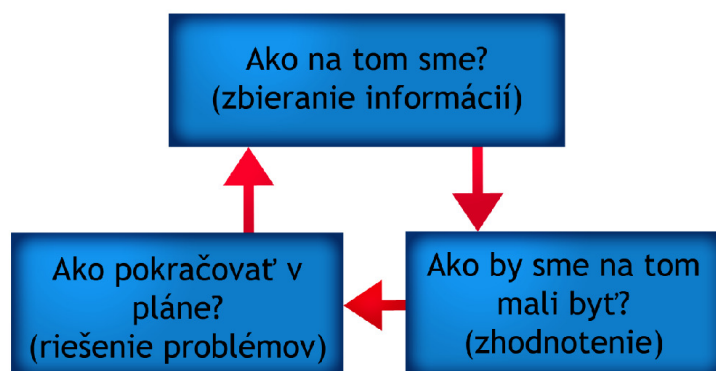 Ako na tom sme?
(zbieranie informácií)
Ako pokračovať v
pláne?
(riešenie problémov)
Ako by sme na tom
mali byť?
(zhodnotenie)